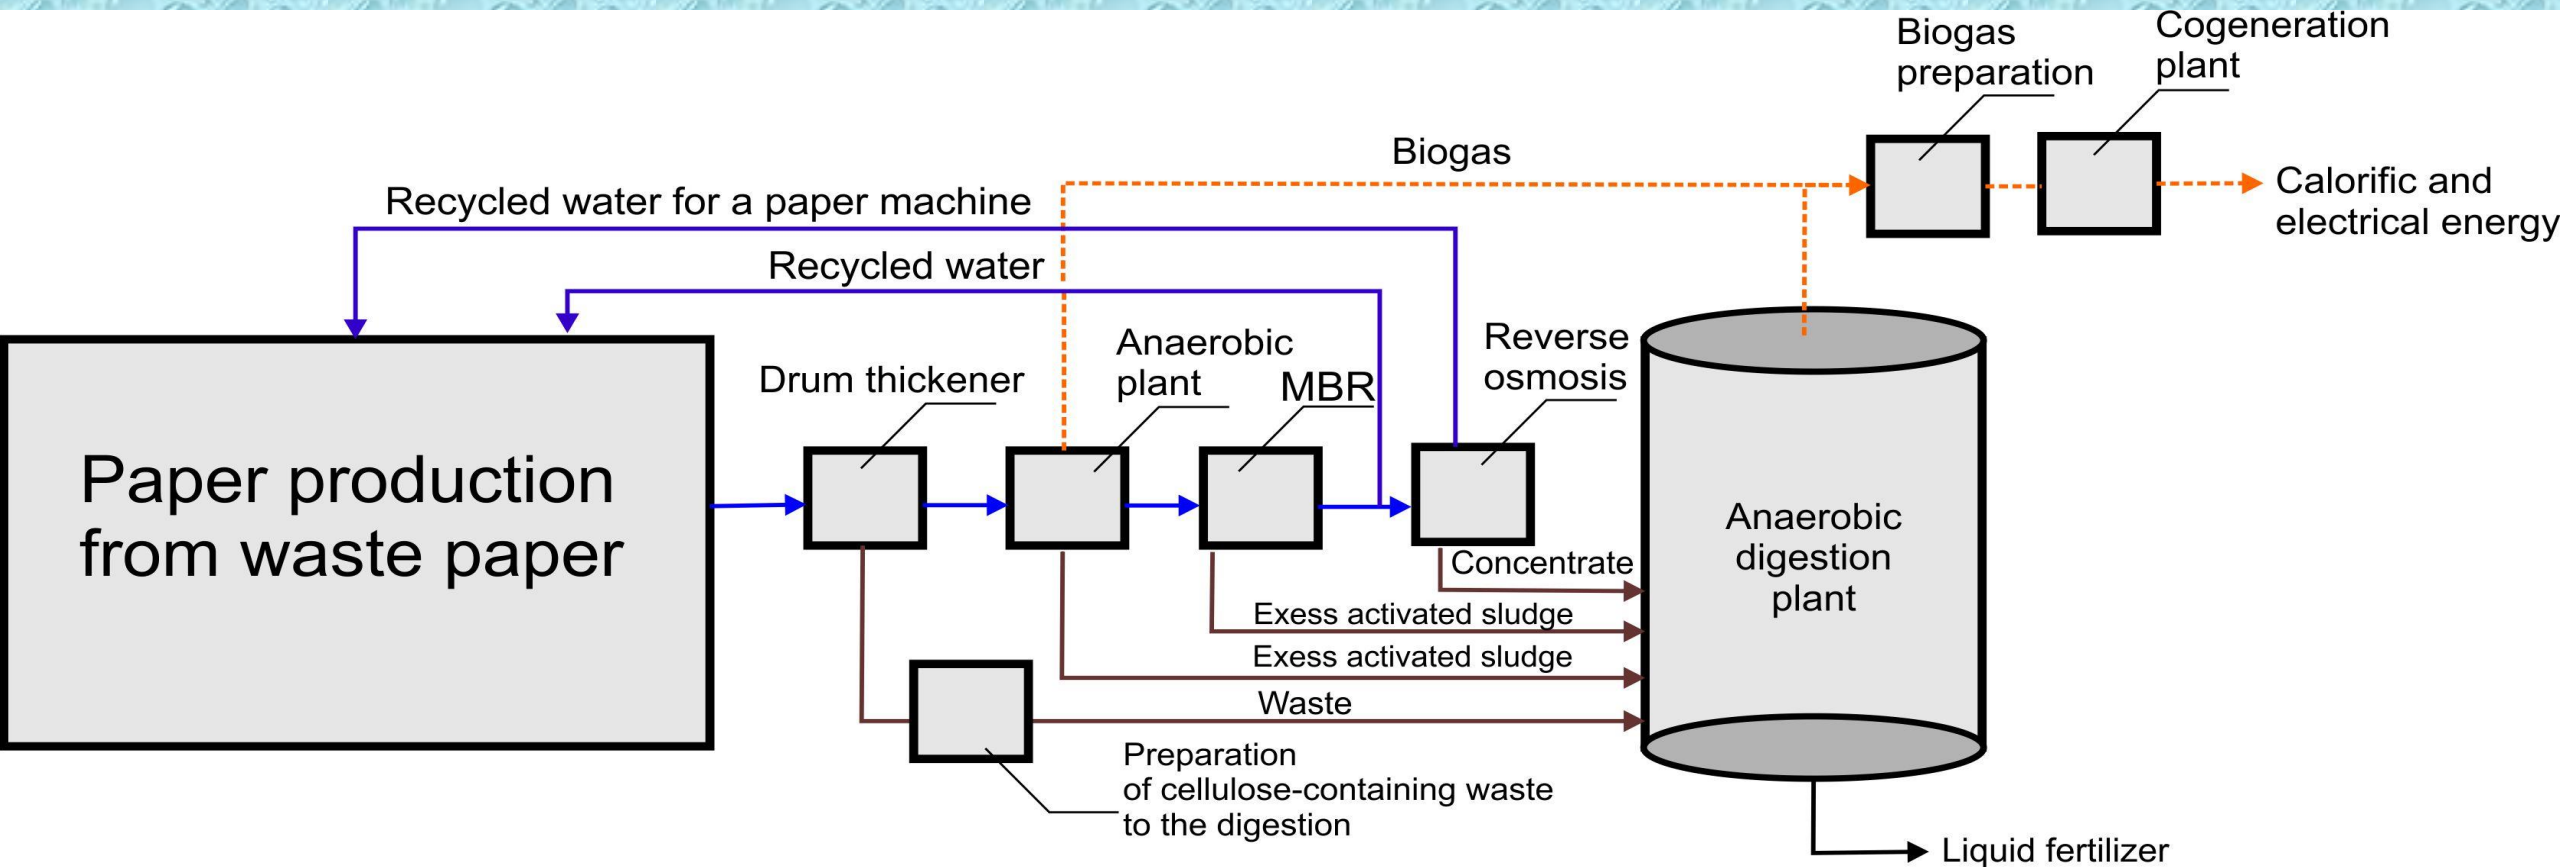 Biogas
preparation
Cogeneration
plant
Biogas
Calorific and
electrical energy
Recycled water for a paper machine
Recycled water
Drum thickener
Anaerobic
plant
MBR
Reverse
osmosis
Paper production
from waste paper
Anaerobic
digestion
plant
Concentrate
Exess activated sludge
Exess activated sludge
Waste
Preparation
of cellulose-containing waste
to the digestion
Liquid fertilizer